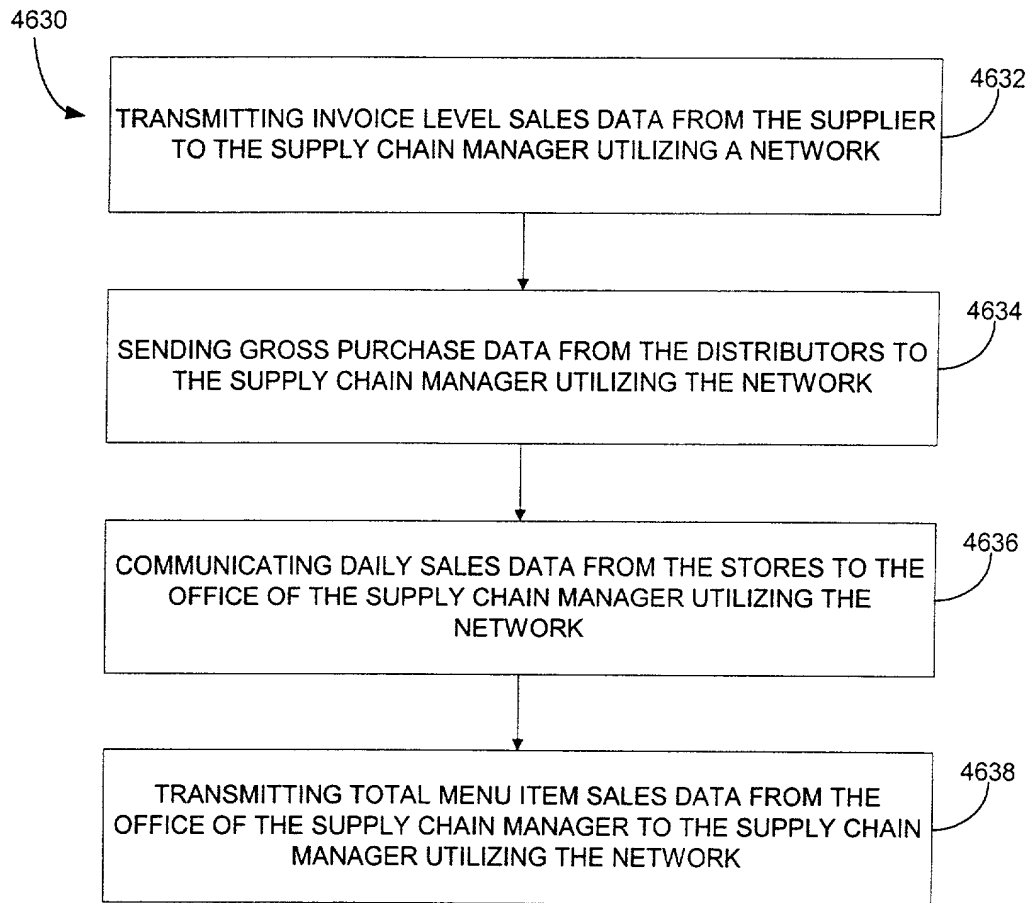 4630
4632
TRANSMITTING INVOICE LEVEL SALES DATA FROM THE SUPPLIER
TO THE SUPPLY CHAIN MANAGER UTILIZING A NETWORK
4634
SENDING GROSS PURCHASE DATA FROM THE DISTRIBUTORS TO
THE SUPPLY CHAIN MANAGER UTILIZING THE NETWORK
4636
COMMUNICATING DAILY SALES DATA FROM THE STORES TO THE
OFFICE OF THE SUPPLY CHAIN MANAGER UTILIZING THE
NETWORK
4638
TRANSMITTING TOTAL MENU ITEM SALES DATA FROM THE
OFFICE OF THE SUPPLY CHAIN MANAGER TO THE SUPPLY CHAIN
MANAGER UTILIZING THE NETWORK